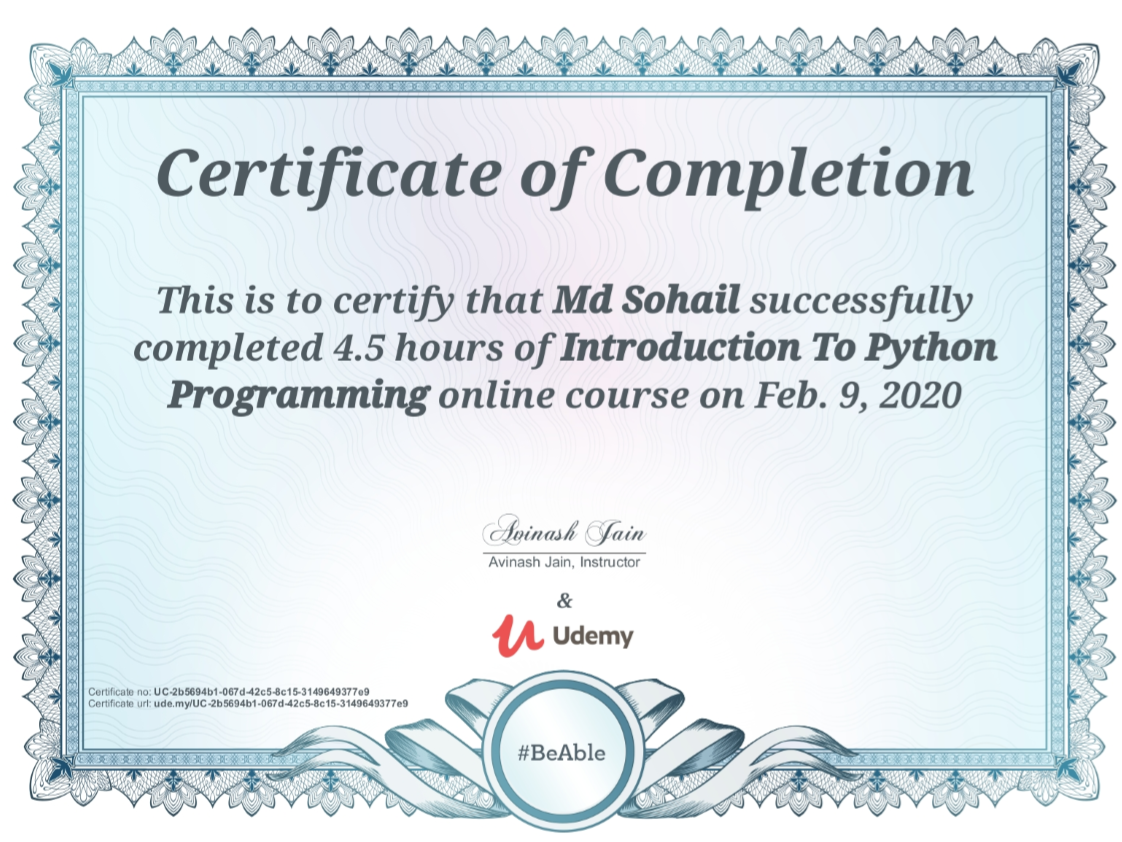 Certificate of Completion
This is to certify that Md Sohail successfully
completed 4.5 hours of Introduction To Python
Programming online course on Feb. 9, 2020
Avinash Jain
Avinash Jain, Instructor
&
Udemy
Certificate no: UC-2b5694b1-067d-42c5-8c15-3149649377e9
Certificate url: ude.my/UC-2b5694b1-067d-42c5-8c15-3149649377e9
#BeAble